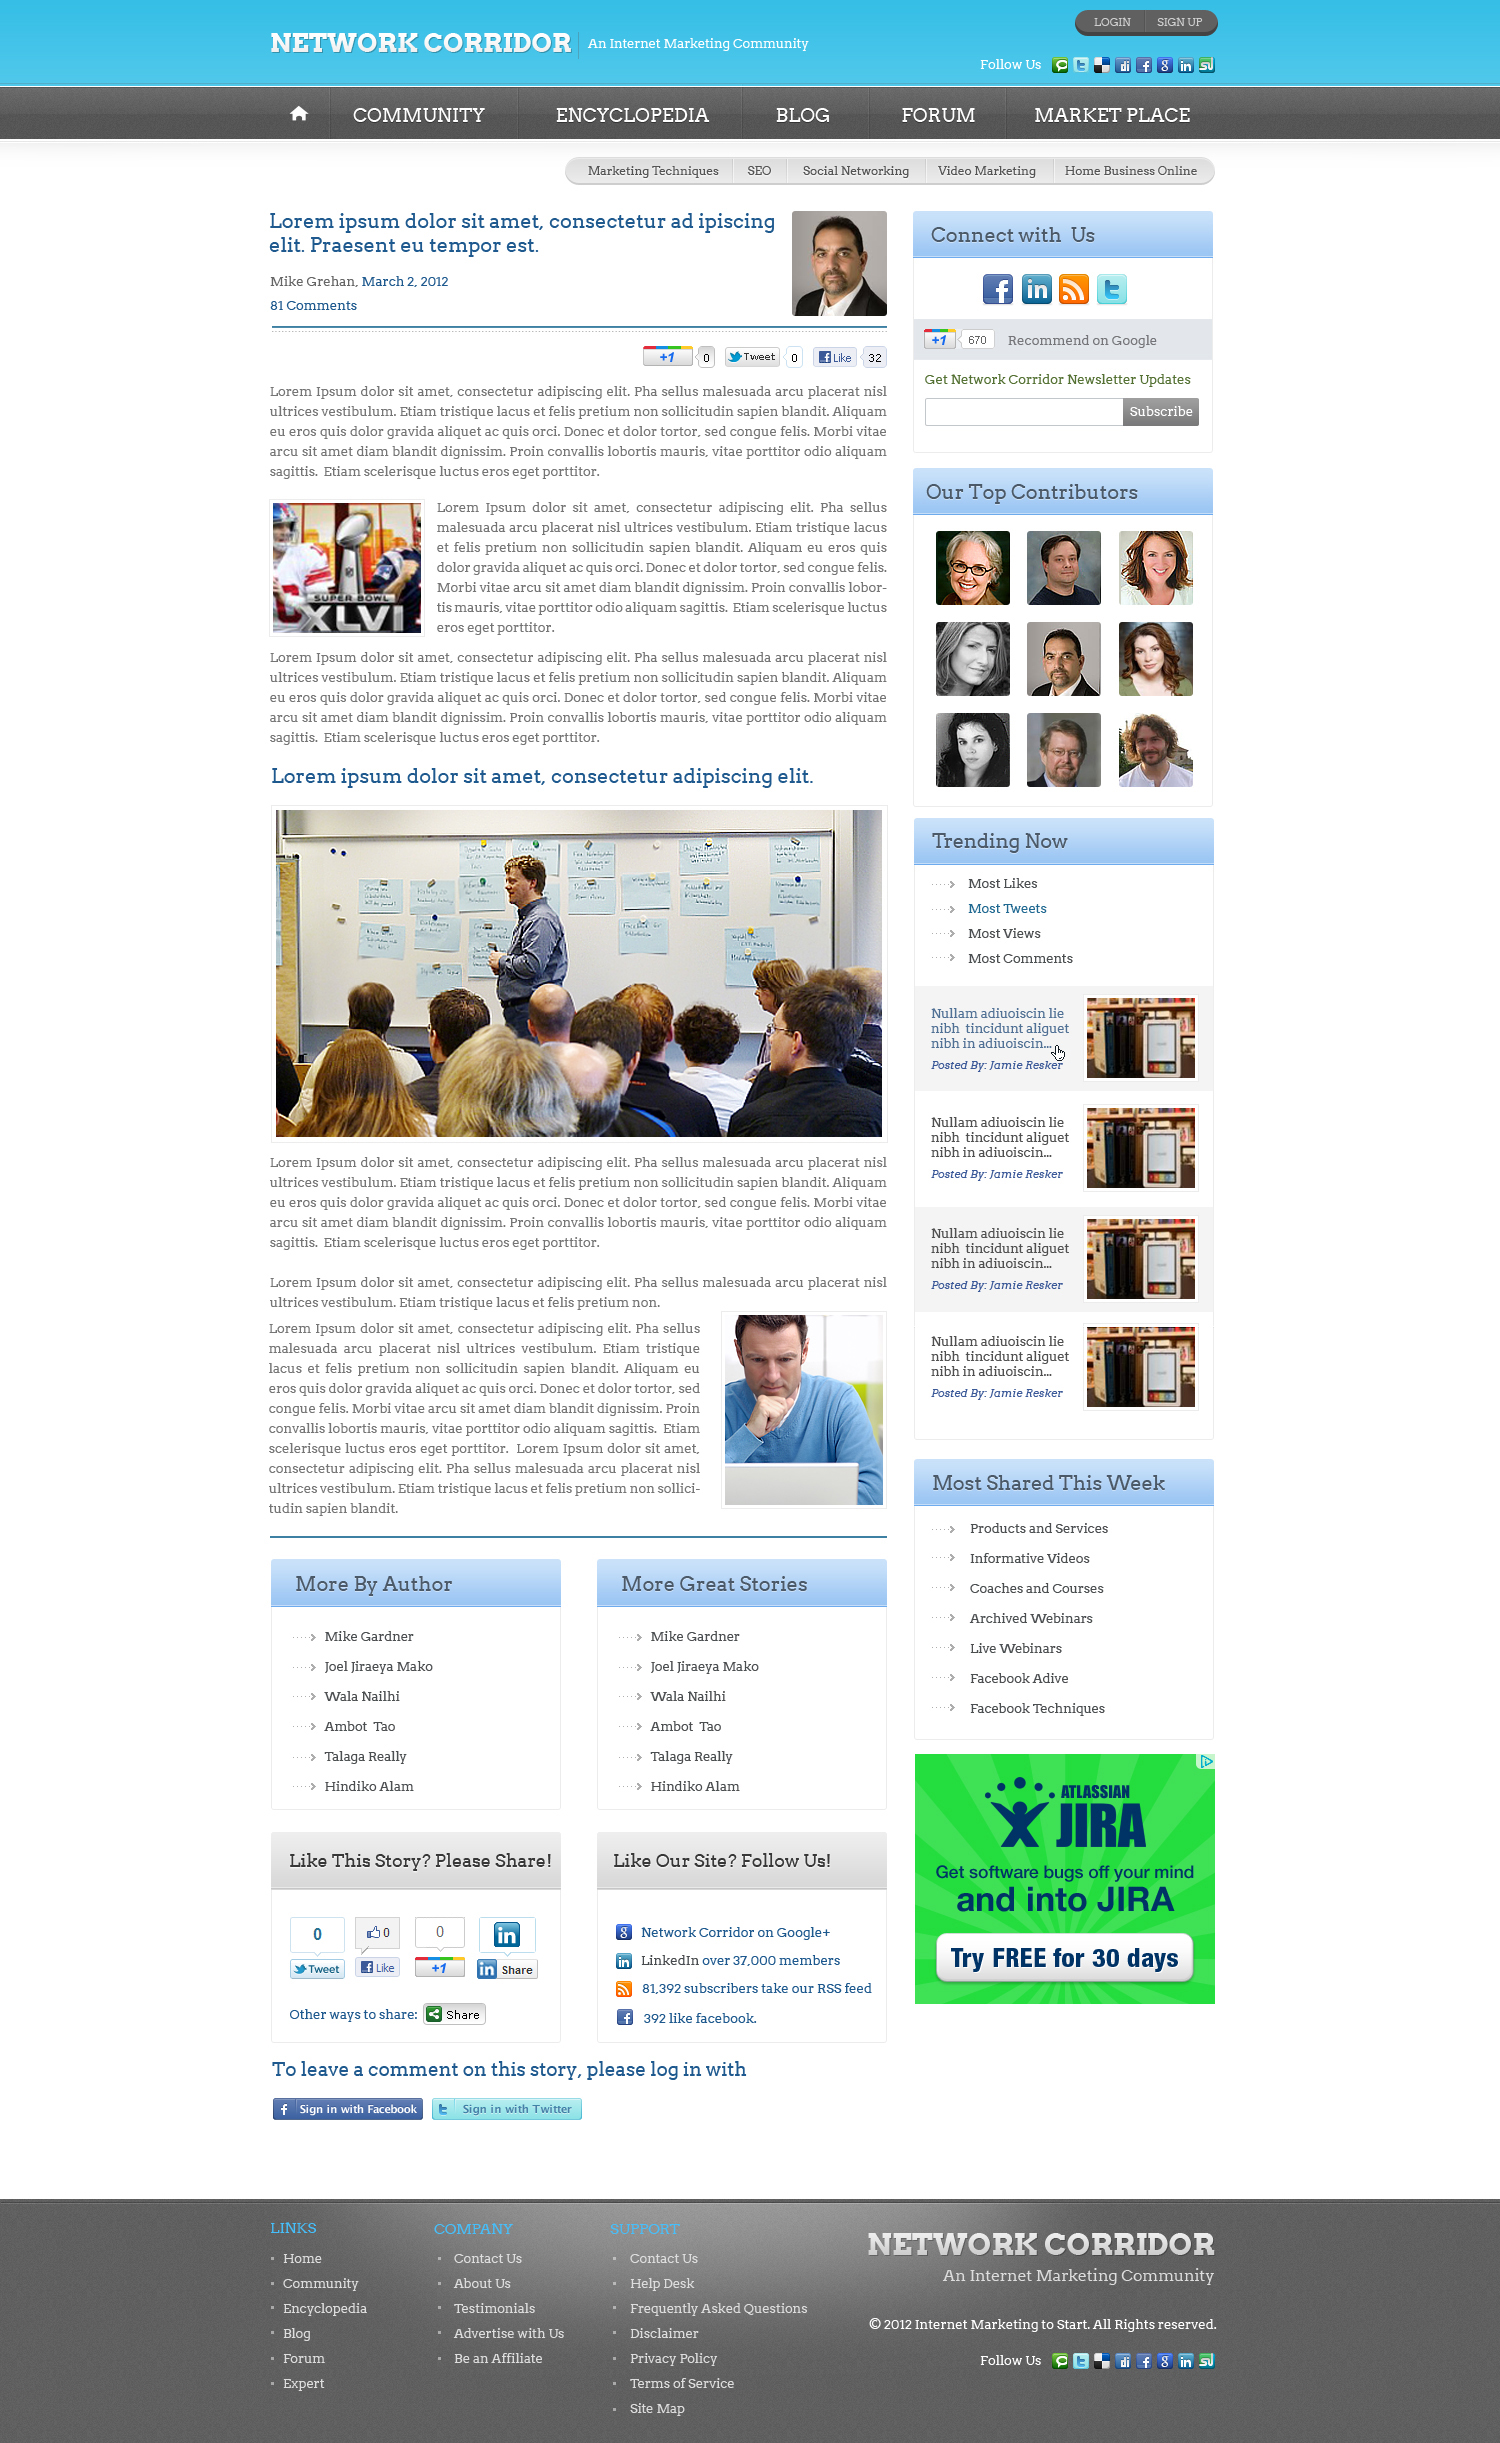 LOGIN SIGN UP
NETWORK CORRIDOR An Internet Marketing Community
Follow Us
COMMUNITY ENCYCLOPEDIA BLOG FORUM MARKET PLACE
Marketing Techniques SEO Social Networking Video Marketing Home Business Online
Lorem ipsum dolor sit amet, consectetur ad ipiscing
elit. Praesent eu tempor est.
Mike Grehan, March 2, 2012
81 Comments
+1 0 Tweet 0 Like 32
Lorem Ipsum dolor sit amet, consectetur adipiscing elit. Pha sellus malesuada arcu placerat nisl
ultrices vestibulum. Etiam tristique lacus et felis pretium non sollicitudin sapien blandit. Aliquam
eu eros quis dolor gravida aliquet ac quis orci. Donec et dolor tortor, sed congue felis. Morbi vitae
arcu sit amet diam blandit dignissim. Proin convallis lobortis mauris, vitae porttitor odio aliquam
sagittis. Etiam scelerisque luctus eros eget porttitor.
SUPER BOWL
XLVI
Lorem Ipsum dolor sit amet, consectetur adipiscing elit. Pha sellus
malesuada arcu placerat nisl ultrices vestibulum. Etiam tristique lacus
et felis pretium non sollicitudin sapien blandit. Aliquam eu eros quis
dolor gravida aliquet ac quis orci. Donec et dolor tortor, sed congue felis.
Morbi vitae arcu sit amet diam blandit dignissim. Proin convallis lobor-
tis mauris, vitae porttitor odio aliquam sagittis. Etiam scelerisque luctus
eros eget porttitor.
Lorem Ipsum dolor sit amet, consectetur adipiscing elit. Pha sellus malesuada arcu placerat nisl
ultrices vestibulum. Etiam tristique lacus et felis pretium non sollicitudin sapien blandit. Aliquam
eu eros quis dolor gravida aliquet ac quis orci. Donec et dolor tortor, sed congue felis. Morbi vitae
arcu sit amet diam blandit dignissim. Proin convallis lobortis mauris, vitae porttitor odio aliquam
sagittis. Etiam scelerisque luctus eros eget porttitor.
Lorem ipsum dolor sit amet, consectetur adipiscing elit.
Lorem Ipsum dolor sit amet, consectetur adipiscing elit. Pha sellus malesuada arcu placerat nisl
ultrices vestibulum. Etiam tristique lacus et felis pretium non sollicitudin sapien blandit. Aliquam
eu eros quis dolor gravida aliquet ac quis orci. Donec et dolor tortor, sed congue felis. Morbi vitae
arcu sit amet diam blandit dignissim. Proin convallis lobortis mauris, vitae porttitor odio aliquam
sagittis. Etiam scelerisque luctus eros eget porttitor.
Lorem Ipsum dolor sit amet, consectetur adipiscing elit. Pha sellus malesuada arcu placerat nisl
ultrices vestibulum. Etiam tristique lacus et felis pretium non.
Lorem Ipsum dolor sit amet, consectetur adipiscing elit. Pha sellus
malesuada arcu placerat nisl ultrices vestibulum. Etiam tristique
lacus et felis pretium non sollicitudin sapien blandit. Aliquam eu
eros quis dolor gravida aliquet ac quis orci. Donec et dolor tortor, sed
congue felis. Morbi vitae arcu sit amet diam blandit dignissim. Proin
convallis lobortis mauris, vitae porttitor odio aliquam sagittis. Etiam
scelerisque luctus eros eget porttitor. Lorem Ipsum dolor sit amet,
consectetur adipiscing elit. Pha sellus malesuada arcu placerat nisl
ultrices vestibulum. Etiam tristique lacus et felis pretium non sollici-
tudin sapien blandit.
More By Author
Mike Gardner
Joel Jiraeya Mako
Wala Nailhi
Ambot Tao
Talaga Really
Hindiko Alam
More Great Stories
Mike Gardner
Joel Jiraeya Mako
Wala Nailhi
Ambot Tao
Talaga Really
Hindiko Alam
Like This Story? Please Share!
0 0 0 in
Tweet Like +1 in Share
Other ways to share: Share
Like Our Site? Follow Us!
Network Corridor on Google+
LinkedIn over 37,000 members
81,392 subscribers take our RSS feed
392 like facebook.
To leave a comment on this story, please log in with
Sign in with Facebook Sign in with Twitter
Connect with Us
+1 670 Recommend on Google
Get Network Corridor Newsletter Updates
Subscribe
Our Top Contributors
Trending Now
Most Likes
Most Tweets
Most Views
Most Comments
Nullam adiuoiscin lie
nibh tincidunt aliguet
nibh in adiuoiscin...
Posted By: Jamie Resker
Nullam adiuoiscin lie
nibh tincidunt aliguet
nibh in adiuoiscin...
Posted By: Jamie Resker
Nullam adiuoiscin lie
nibh tincidunt aliguet
nibh in adiuoiscin...
Posted By: Jamie Resker
Nullam adiuoiscin lie
nibh tincidunt aliguet
nibh in adiuoiscin...
Posted By: Jamie Resker
Most Shared This Week
Products and Services
Informative Videos
Coaches and Courses
Archived Webinars
Live Webinars
Facebook Adive
Facebook Techniques
ATLASSIAN
JIRA
Get software bugs off your mind
and into JIRA
Try FREE for 30 days
LINKS
Home
Community
Encyclopedia
Blog
Forum
Expert
COMPANY
Contact Us
About Us
Testimonials
Advertise with Us
Be an Affiliate
SUPPORT
Contact Us
Help Desk
Frequently Asked Questions
Disclaimer
Privacy Policy
Terms of Service
Site Map
NETWORK CORRIDOR
An Internet Marketing Community
© 2012 Internet Marketing to Start. All Rights reserved.
Follow Us